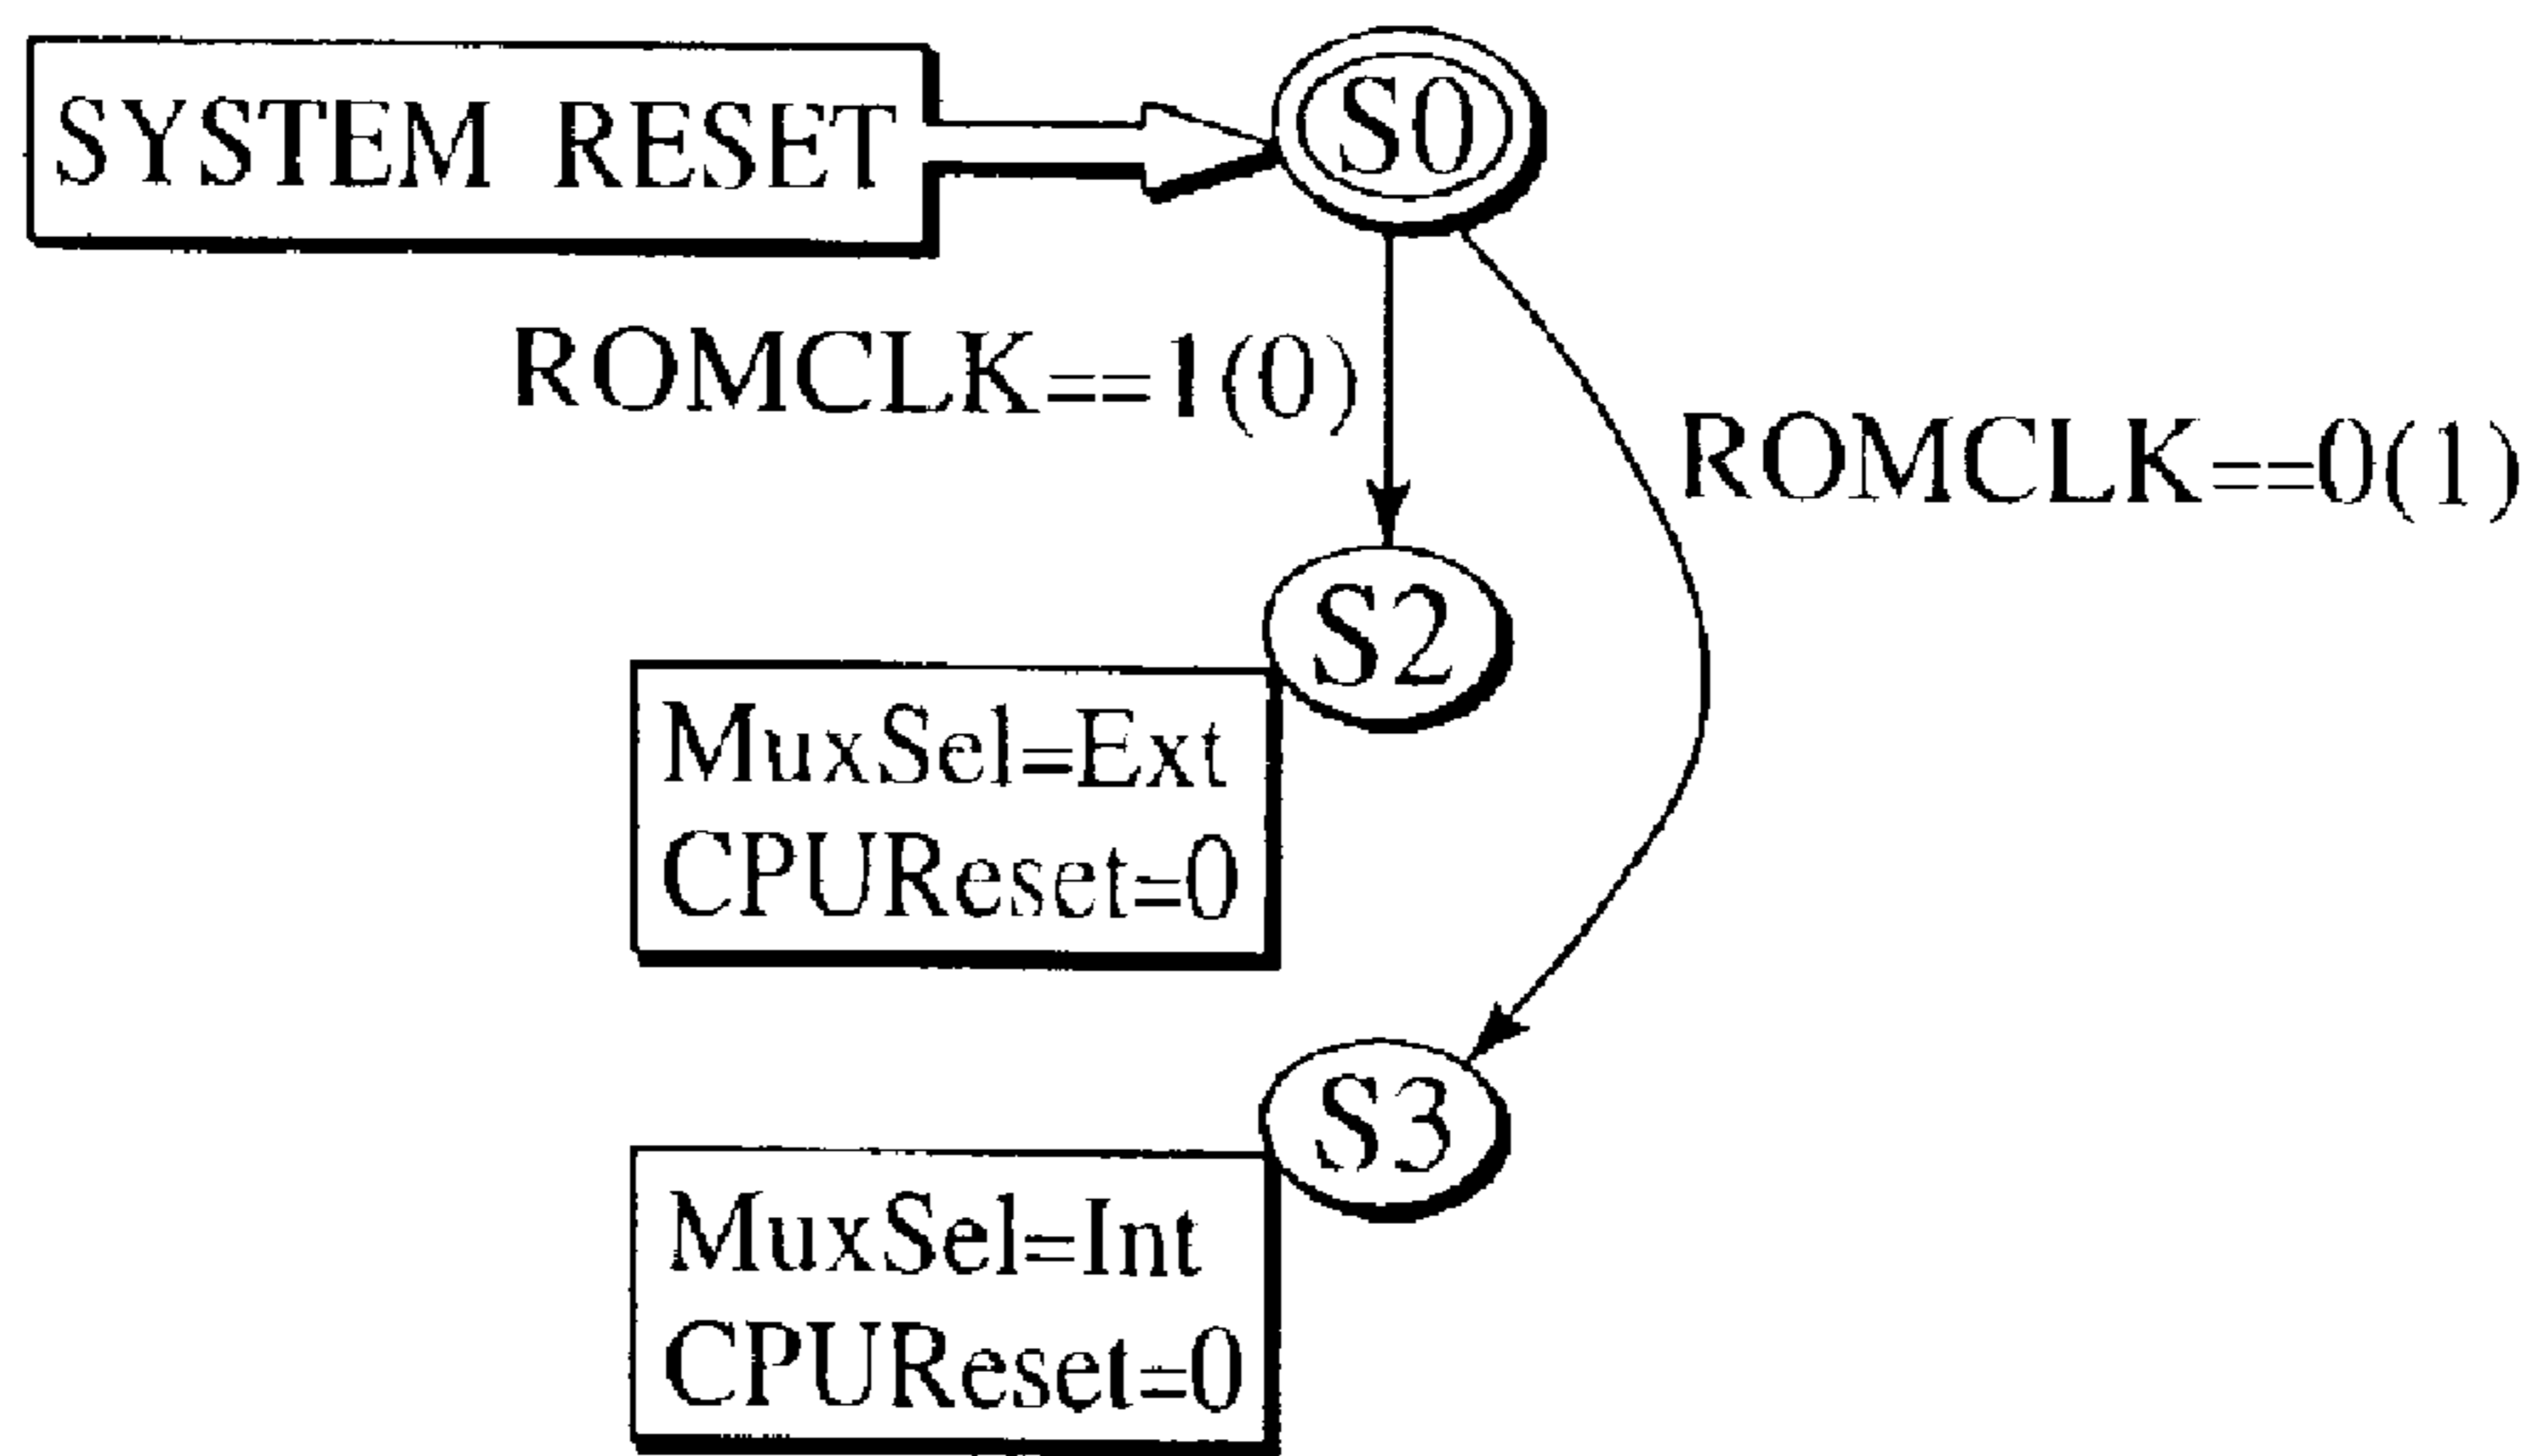 SYSTEM RESET
S0
ROMCLK==1(0)
ROMCLK==0(1)
S2
MuxSel=Ext
CPUReset=0
S3
MuxSel=Int
CPUReset=0